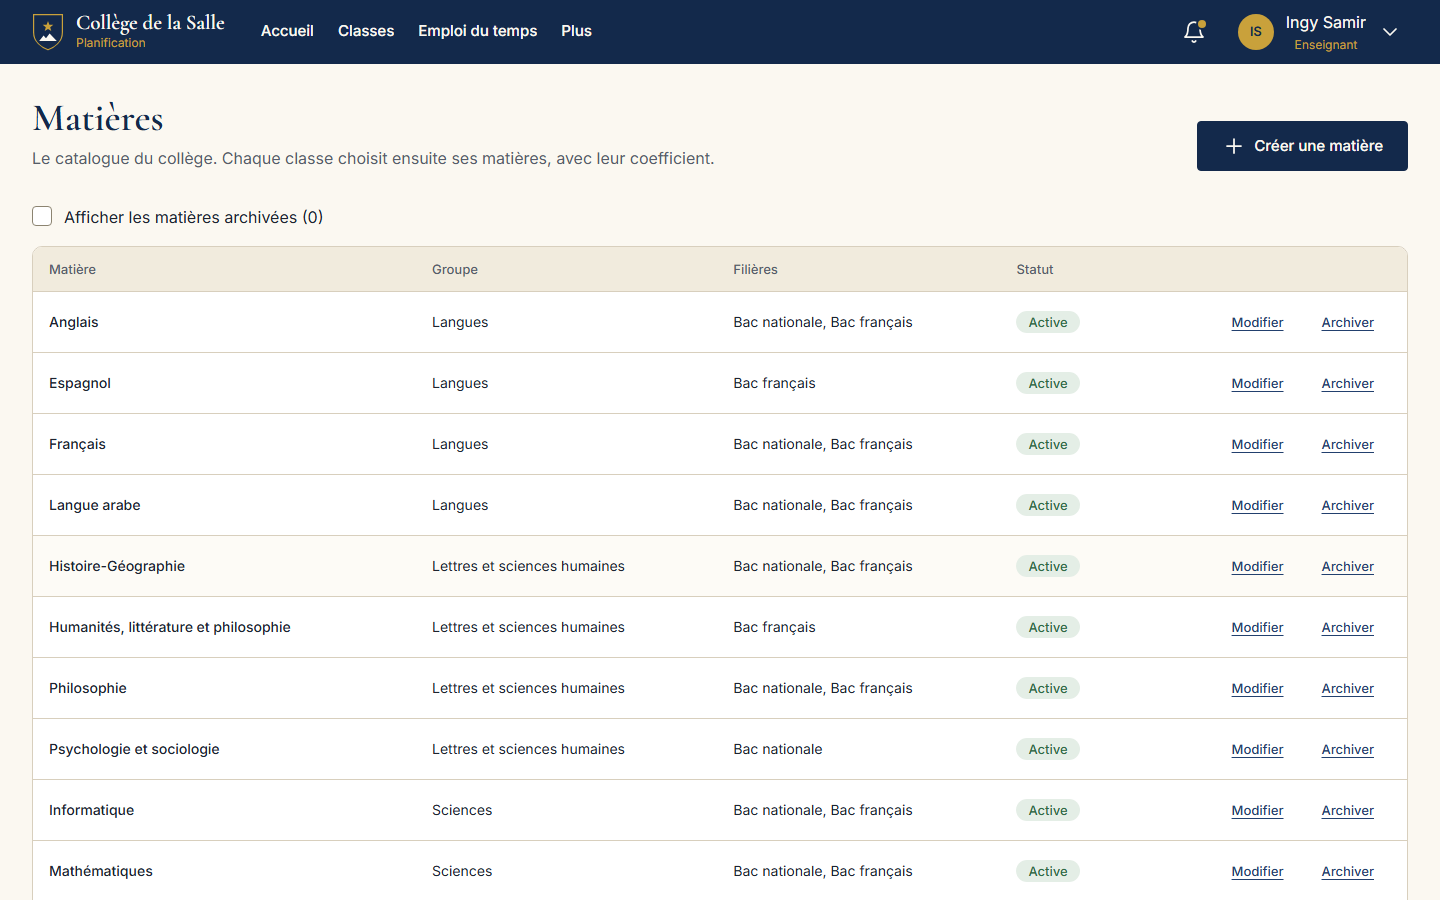 Collège de la Salle
Planification
Accueil Classes Emploi du temps Plus
IS
Ingy Samir
Enseignant
Matières
Le catalogue du collège. Chaque classe choisit ensuite ses matières, avec leur coefficient.
Créer une matière
Afficher les matières archivées (0)
Matière Groupe Filières Statut
Anglais Langues Bac nationale, Bac français Active Modifier Archiver
Espagnol Langues Bac français Active Modifier Archiver
Français Langues Bac nationale, Bac français Active Modifier Archiver
Langue arabe Langues Bac nationale, Bac français Active Modifier Archiver
Histoire-Géographie Lettres et sciences humaines Bac nationale, Bac français Active Modifier Archiver
Humanités, littérature et philosophie Lettres et sciences humaines Bac français Active Modifier Archiver
Philosophie Lettres et sciences humaines Bac nationale, Bac français Active Modifier Archiver
Psychologie et sociologie Lettres et sciences humaines Bac nationale Active Modifier Archiver
Informatique Sciences Bac nationale, Bac français Active Modifier Archiver
Mathématiques Sciences Bac nationale, Bac français Active Modifier Archiver